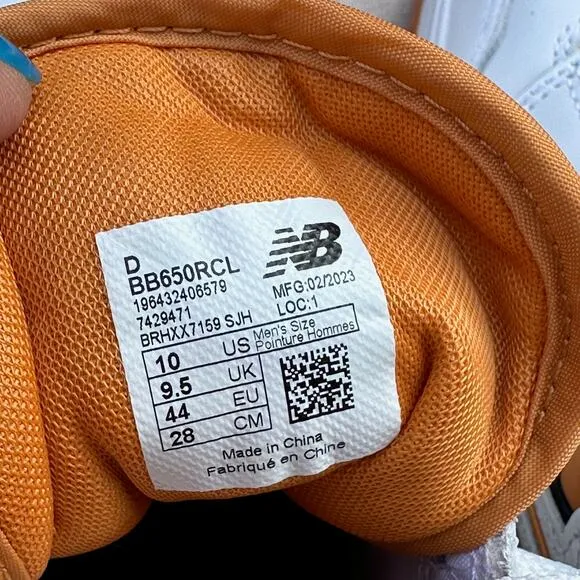 D
BB650RCL
196432406579
7429471
BRHXX7159 SJH
NB
MFG:02/2023
LOC:1
10 US Men's Size
9.5 UK Pointure Hommes
44 EU
28 CM
Made in China
Fabriqué en Chine